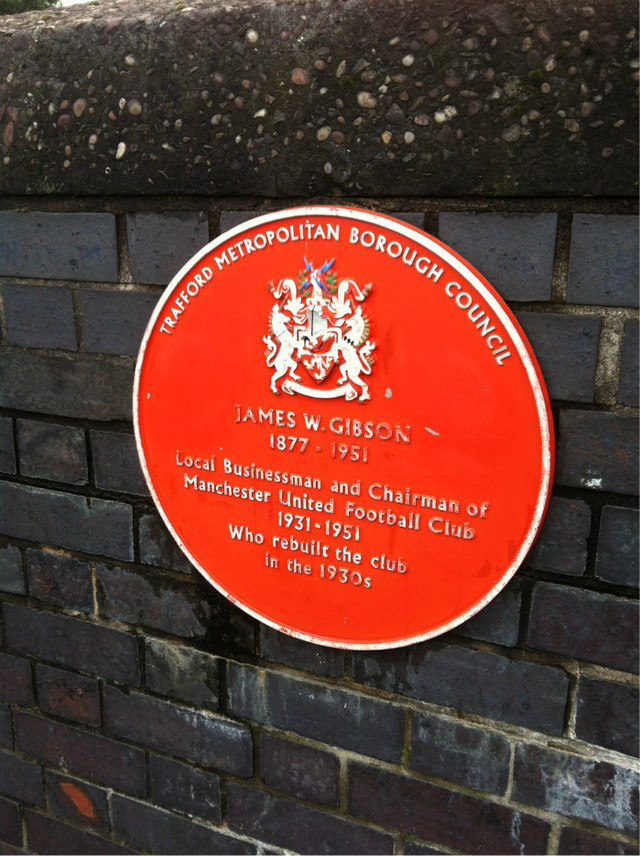 TRAFFORD METROPOLITAN BOROUGH COUNCIL
JAMES W. GIBSON
1877 - 1951
Local Businessman and Chairman of
Manchester United Football Club
1931-1951
Who rebuilt the club
in the 1930s